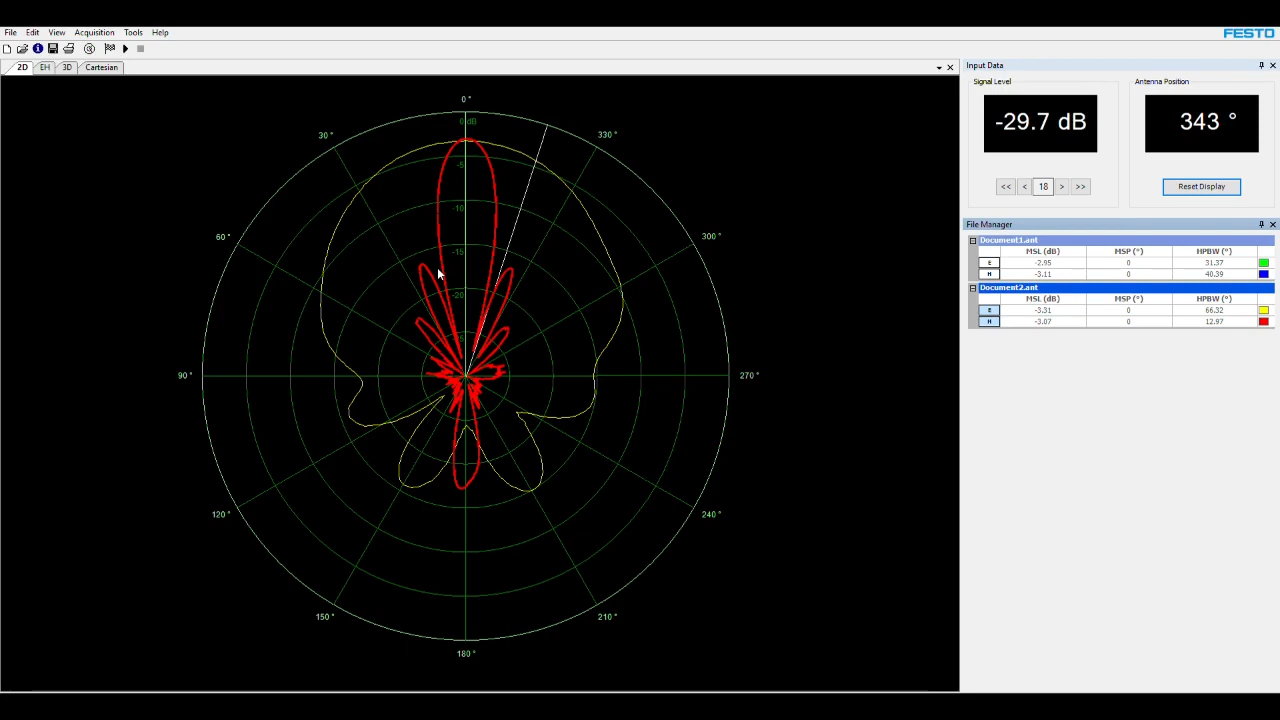 File Edit View Acquisition Tools Help
FESTO
2D EH 3D Cartesian
Input Data
Signal Level
Antenna Position
-29.7 dB
343 °
<< < 18 > >>
Reset Display
File Manager
Document1.ant
MSL (dB) MSP (°) HPBW (°)
E -2.95 0 31.37
H -3.11 0 40.39
Document2.ant
MSL (dB) MSP (°) HPBW (°)
E -3.31 0 66.32
H -3.07 0 12.97
0 °
0 dB
30 °
330 °
-5
-10
60 °
300 °
-15
-20
90 °
270 °
120 °
240 °
150 °
210 °
180 °